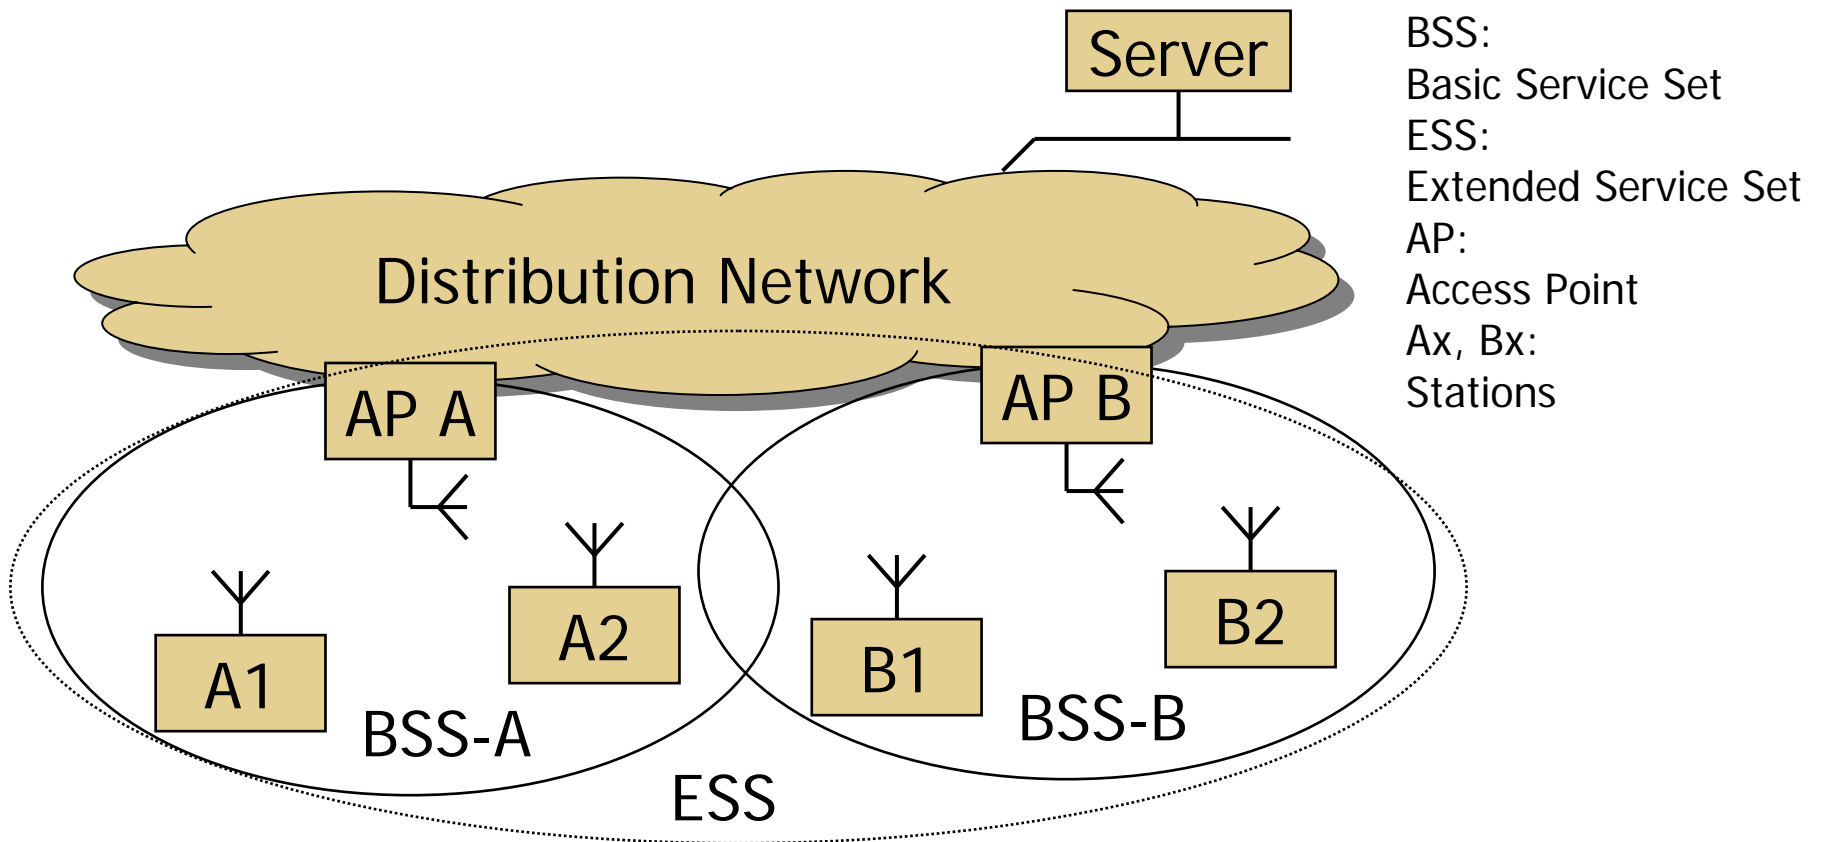 Server
BSS:
Basic Service Set
ESS:
Extended Service Set
AP:
Access Point
Ax, Bx:
Stations
Distribution Network
AP A
AP B
A1
A2
B1
B2
BSS-A
BSS-B
ESS